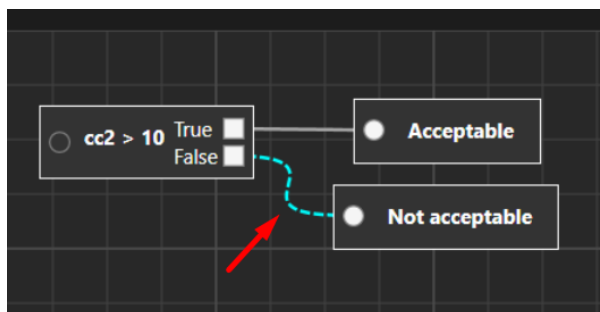 cc2 > 10
True
False
Acceptable
Not acceptable